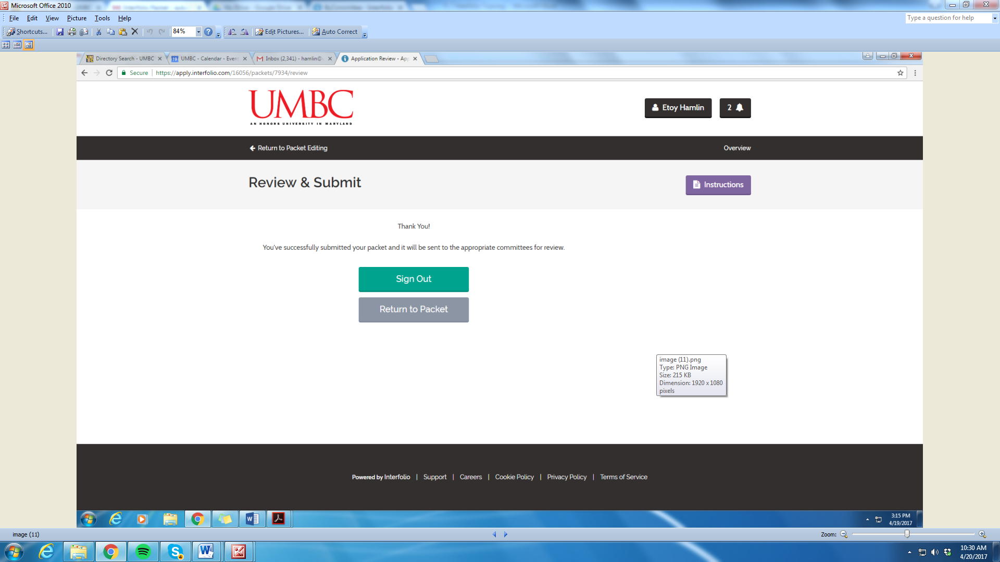 Microsoft Office 2010
File Edit View Picture Tools Help
Type a question for help
Shortcuts... 84% Edit Pictures... Auto Correct
Directory Search - UMBC
UMBC - Calendar - Event
Inbox (2,341) - hamlin@
Application Review - App
Secure https://apply.interfolio.com/16056/packets/7934/review
UMBC
AN HONORS UNIVERSITY IN MARYLAND
Etoy Hamlin
2
Return to Packet Editing
Overview
Review & Submit
Instructions
Thank You!
You've successfully submitted your packet and it will be sent to the appropriate committees for review.
Sign Out
Return to Packet
image (11).png
Type: PNG Image
Size: 215 KB
Dimension: 1920 x 1080
pixels
Powered by Interfolio | Support | Careers | Cookie Policy | Privacy Policy | Terms of Service
3:15 PM
4/19/2017
image (11)
Zoom:
10:30 AM
4/20/2017